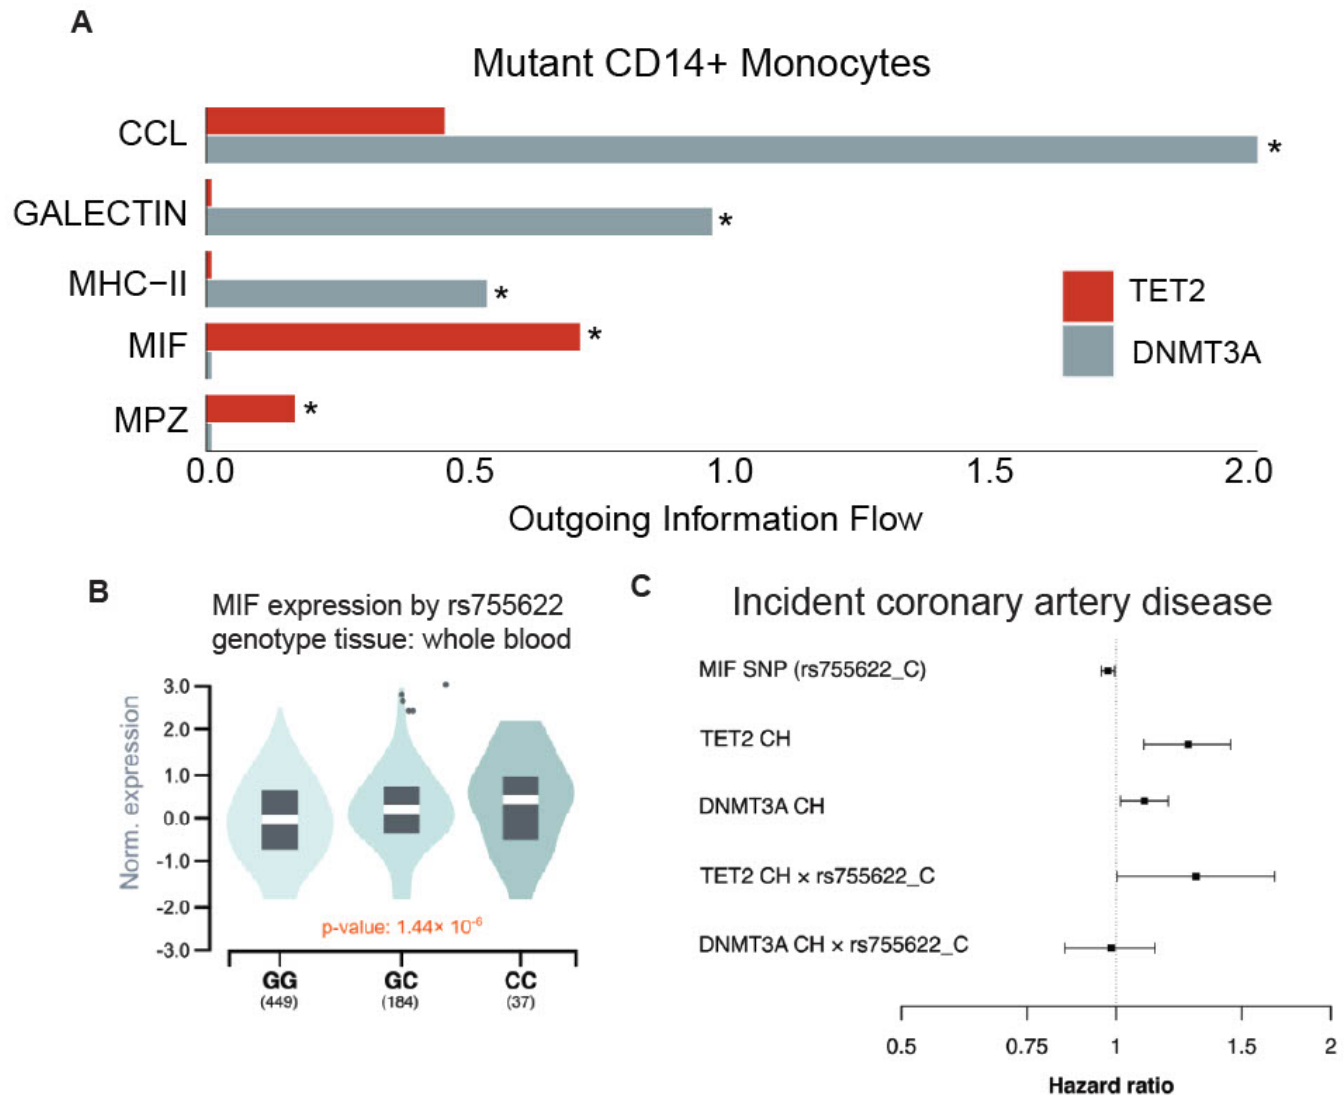 A
Mutant CD14+ Monocytes
CCL
*
GALECTIN
*
MHC−II
*
MIF
*
MPZ
*
TET2
DNMT3A
0.0 0.5 1.0 1.5 2.0
Outgoing Information Flow
B
MIF expression by rs755622
genotype tissue: whole blood
Norm. expression
3.0
2.0
1.0
0.0
-1.0
-2.0
-3.0
p-value: 1.44× 10⁻⁶
GG GC CC
(449) (184) (37)
C
Incident coronary artery disease
MIF SNP (rs755622_C)
TET2 CH
DNMT3A CH
TET2 CH × rs755622_C
DNMT3A CH × rs755622_C
0.5 0.75 1 1.5 2
Hazard ratio